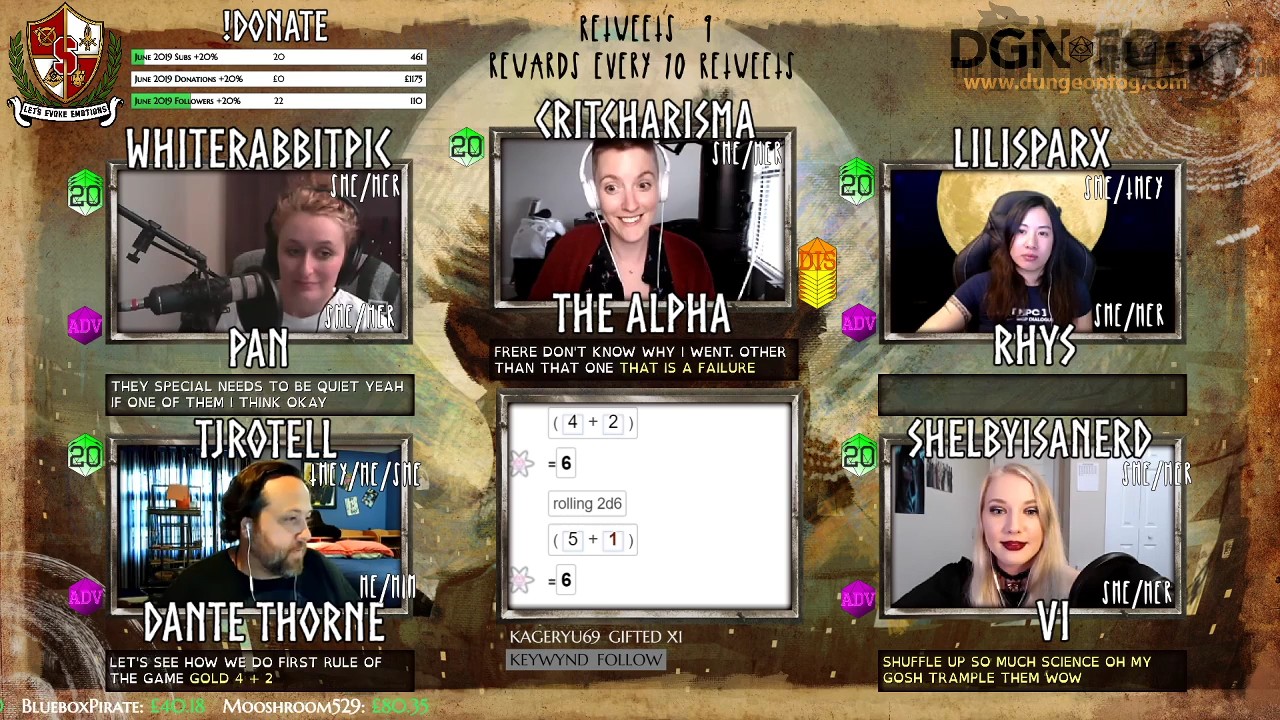 !DONATE
JUNE 2019 SUBS +20% 20 461
JUNE 2019 DONATIONS +20% £0 £1175
JUNE 2019 FOLLOWERS +20% 22 110
S
LET'S EVOKE EMOTIONS
RETWEETS 9
REWARDS EVERY 10 RETWEETS
DGN FOG
www.dungeonfog.com
WHITERABBITPIC
20
SHE/HER
SHE/HER
ADV
PAN
THEY SPECIAL NEEDS TO BE QUIET YEAH
IF ONE OF THEM I THINK OKAY
CRITCHARISMA
20
SHE/HER
DIS
THE ALPHA
FRERE DON'T KNOW WHY I WENT. OTHER
THAN THAT ONE THAT IS A FAILURE
LILISPARX
20
SHE/THEY
SHE/HER
ADV
RHYS
TJROTELL
20
THEY/HE/SHE
HE/HIM
ADV
DANTE THORNE
LET'S SEE HOW WE DO FIRST RULE OF
THE GAME GOLD 4 + 2
( 4 + 2 )
= 6
rolling 2d6
( 5 + 1 )
= 6
KAGERYU69 GIFTED X1
KEYWYND FOLLOW
SHELBYISANERD
20
SHE/HER
SHE/HER
ADV
VI
SHUFFLE UP SO MUCH SCIENCE OH MY
GOSH TRAMPLE THEM WOW
BLUEBOXPIRATE: £40.18 MOOSHROOM529: £80.35